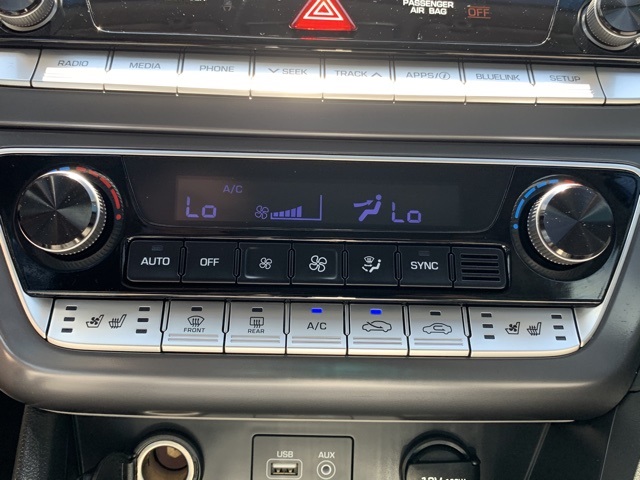 PASSENGER
AIR BAG OFF
RADIO MEDIA PHONE SEEK TRACK APPS/i BLUELINK SETUP
A/C
Lo Lo
AUTO OFF SYNC
FRONT REAR A/C
USB AUX